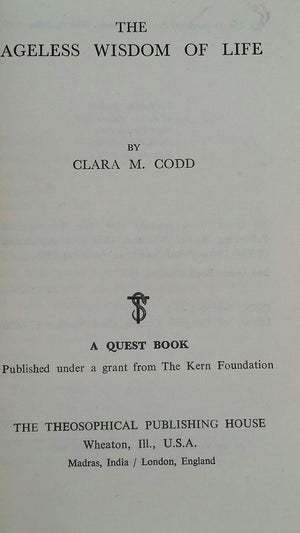 THE
AGELESS WISDOM OF LIFE
BY
CLARA M. CODD
A QUEST BOOK
Published under a grant from The Kern Foundation
THE THEOSOPHICAL PUBLISHING HOUSE
Wheaton, Ill., U.S.A.
Madras, India / London, England